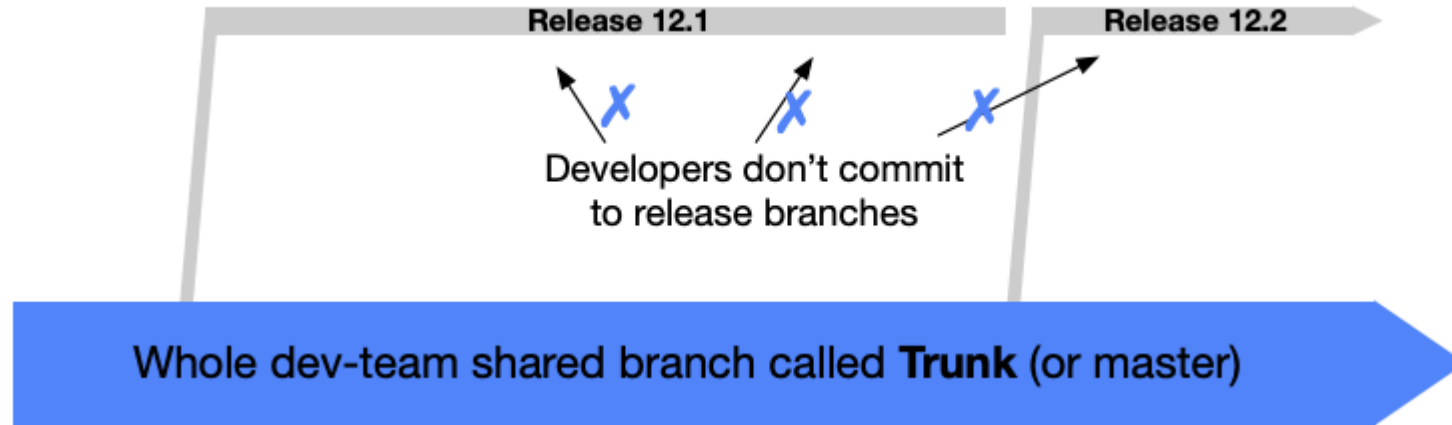 Release 12.1
Release 12.2
Developers don’t commit
to release branches
Whole dev-team shared branch called Trunk (or master)